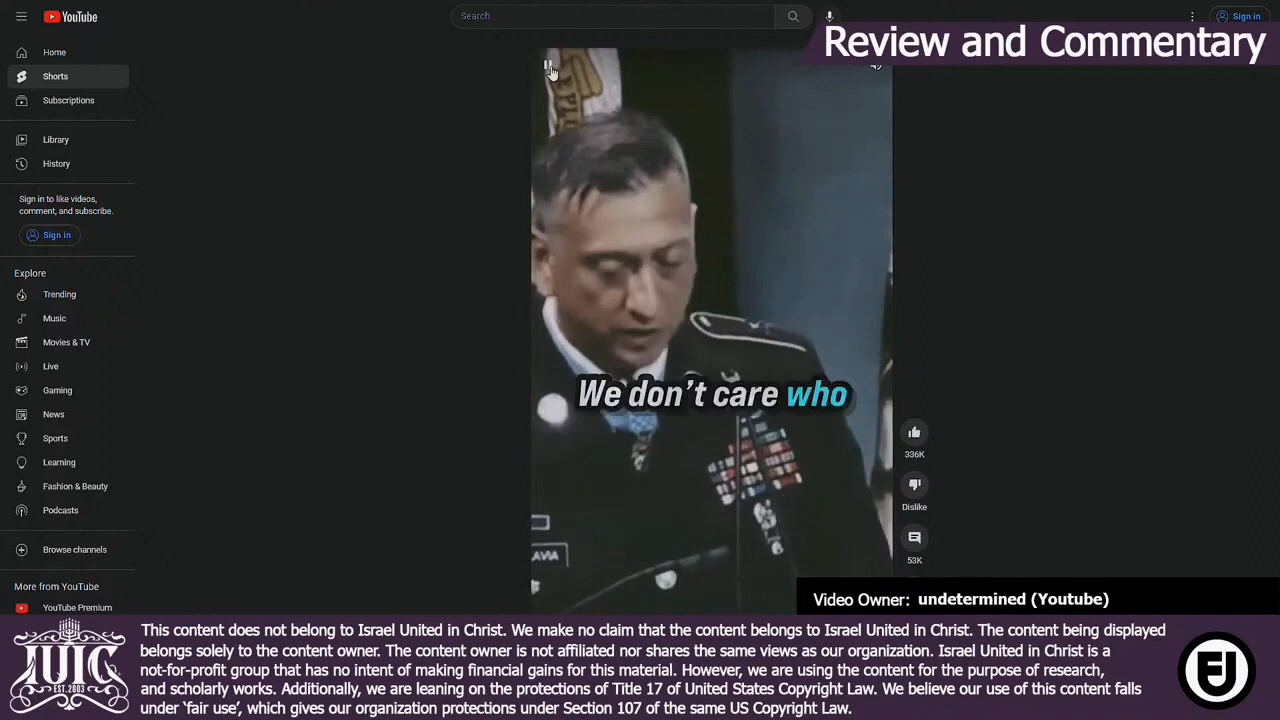 YouTube
Search
Sign in
Review and Commentary
Home
Shorts
Subscriptions
Library
History
Sign in to like videos,
comment, and subscribe.
Sign in
Explore
Trending
Music
Movies & TV
Live
Gaming
News
Sports
Learning
Fashion & Beauty
Podcasts
Browse channels
More from YouTube
YouTube Premium
We don't care who
AVIA
336K
Dislike
53K
Video Owner: undetermined (Youtube)
IUIC
EST.2003
This content does not belong to Israel United in Christ. We make no claim that the content belongs to Israel United in Christ. The content being displayed
belongs solely to the content owner. The content owner is not affiliated nor shares the same views as our organization. Israel United in Christ is a
not-for-profit group that has no intent of making financial gains for this material. However, we are using the content for the purpose of research,
and scholarly works. Additionally, we are leaning on the protections of Title 17 of United States Copyright Law. We believe our use of this content falls
under 'fair use', which gives our organization protections under Section 107 of the same US Copyright Law.